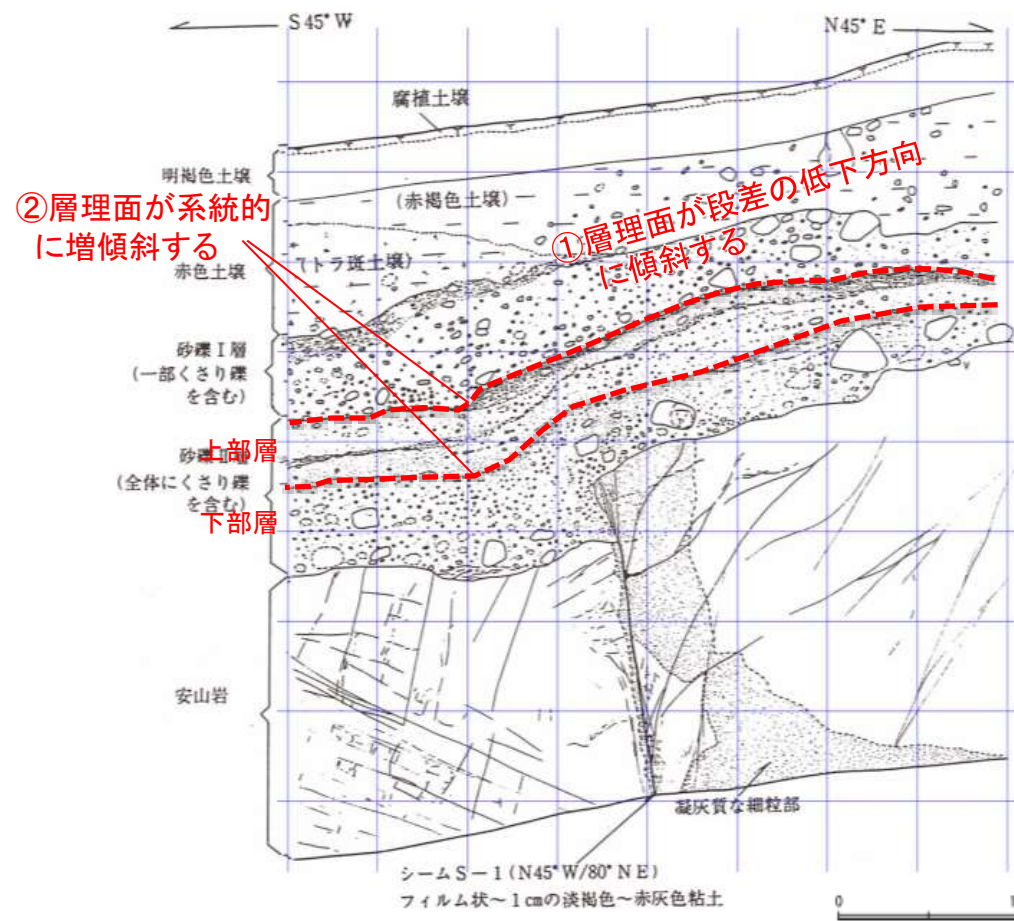 S 45° W
N45° E
腐植土壌
明褐色土壌
(赤褐色土壌)
②層理面が系統的
に増傾斜する
①層理面が段差の低下方向
に傾斜する
赤色土壌
(トラ斑土壌)
砂礫Ⅰ層
(一部くさり礫
を含む)
上部層
砂礫Ⅱ層
(全体にくさり礫
を含む)
下部層
安山岩
凝灰質な細粒部
シームS－1 (N45°W/80°NE)
フィルム状～1㎝の淡褐色～赤灰色粘土
0